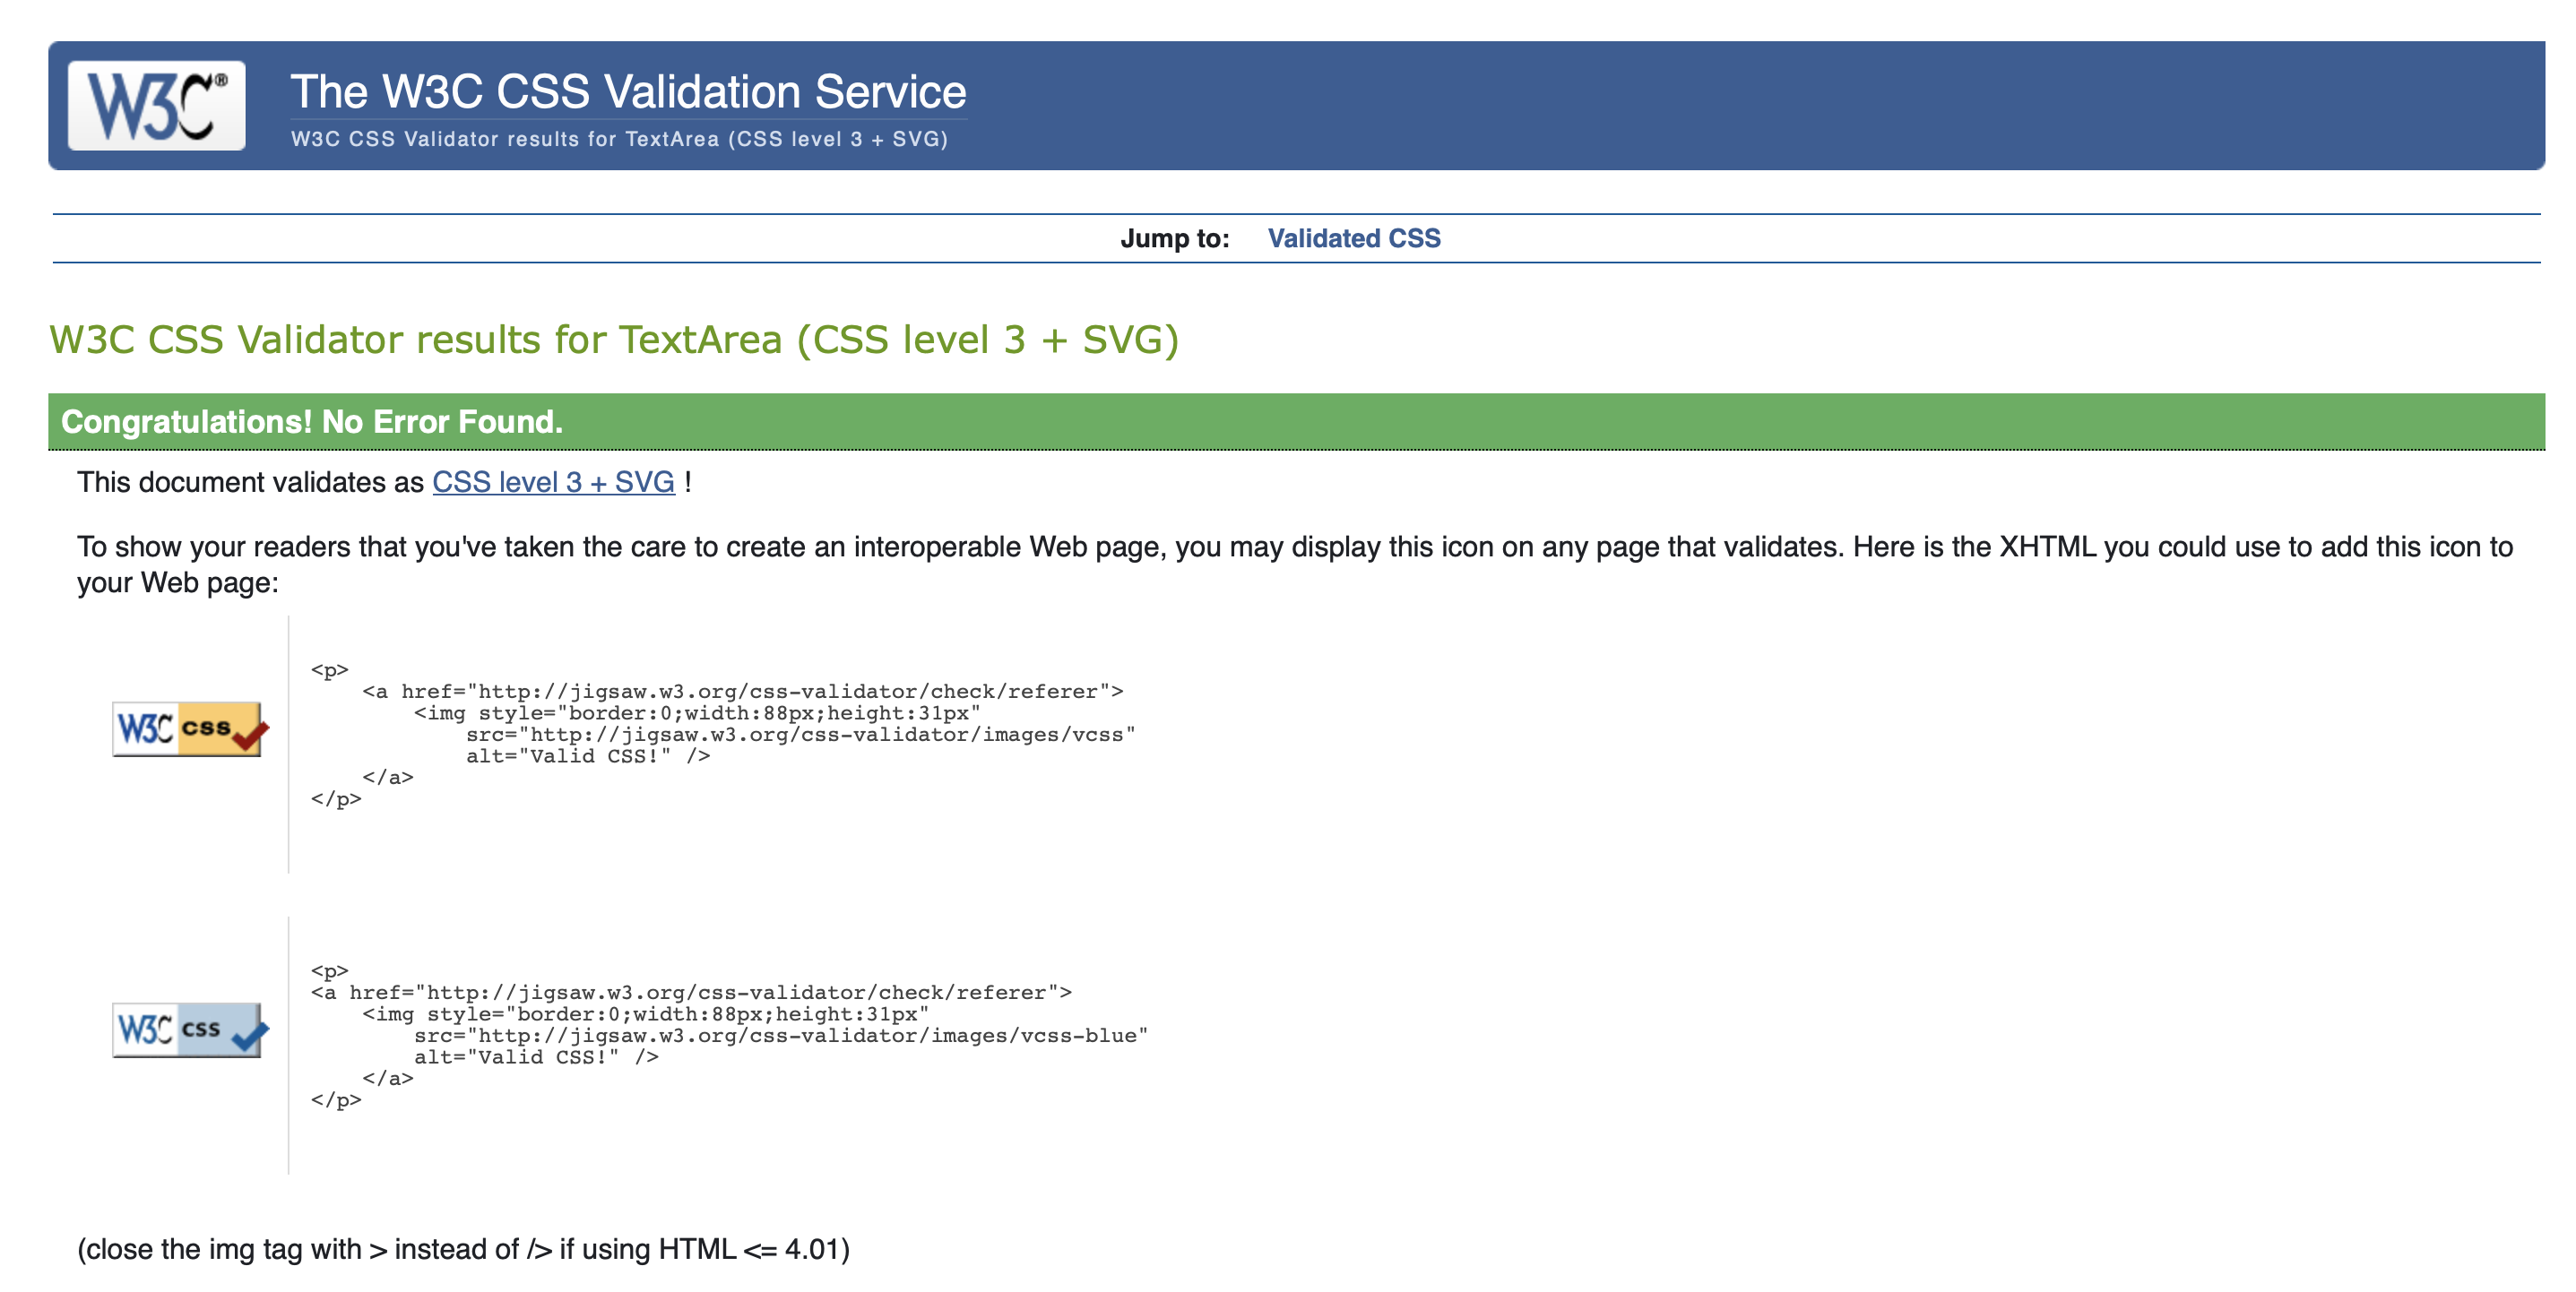 W3C®
The W3C CSS Validation Service
W3C CSS Validator results for TextArea (CSS level 3 + SVG)
Jump to: Validated CSS
W3C CSS Validator results for TextArea (CSS level 3 + SVG)
Congratulations! No Error Found.
This document validates as CSS level 3 + SVG !
To show your readers that you've taken the care to create an interoperable Web page, you may display this icon on any page that validates. Here is the XHTML you could use to add this icon to
your Web page:
W3C css
<p>
    <a href="http://jigsaw.w3.org/css-validator/check/referer">
        <img style="border:0;width:88px;height:31px"
            src="http://jigsaw.w3.org/css-validator/images/vcss"
            alt="Valid CSS!" />
    </a>
</p>
W3C css
<p>
<a href="http://jigsaw.w3.org/css-validator/check/referer">
    <img style="border:0;width:88px;height:31px"
        src="http://jigsaw.w3.org/css-validator/images/vcss-blue"
        alt="Valid CSS!" />
    </a>
</p>
(close the img tag with > instead of /> if using HTML <= 4.01)